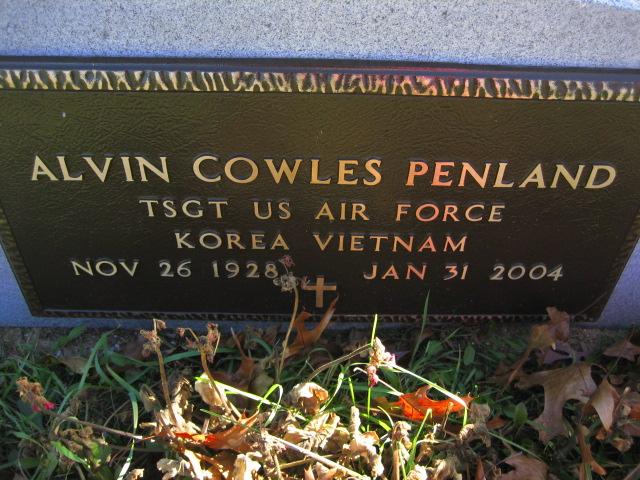 ALVIN COWLES PENLAND
TSGT US AIR FORCE
KOREA VIETNAM
NOV 26 1928 JAN 31 2004